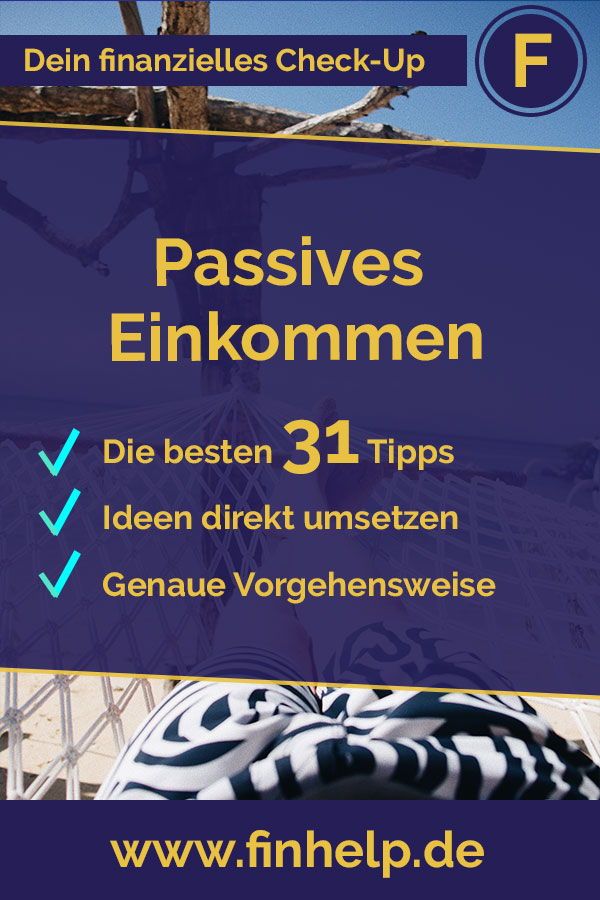 Dein finanzielles Check-Up
F
Passives
Einkommen
Die besten 31 Tipps
Ideen direkt umsetzen
Genaue Vorgehensweise
www.finhelp.de